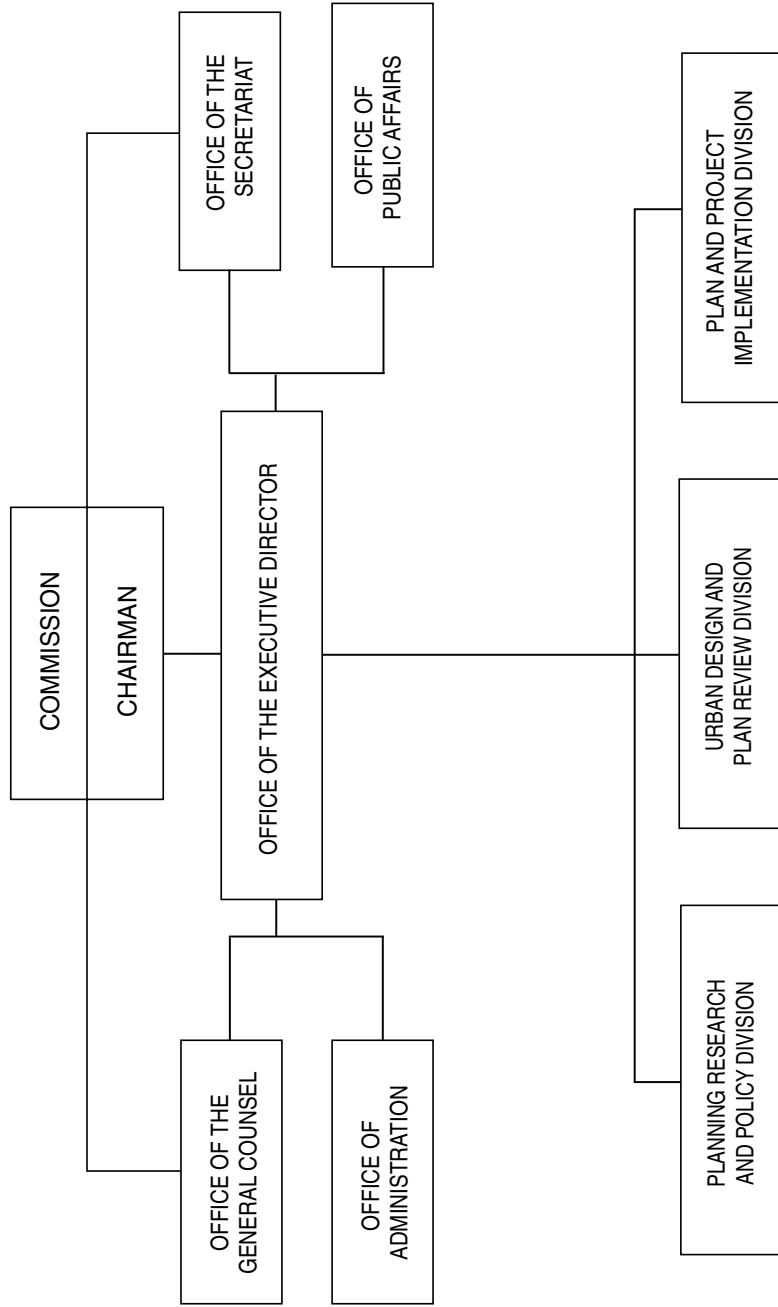 COMMISSION
CHAIRMAN
OFFICE OF THE
GENERAL COUNSEL
OFFICE OF THE
SECRETARIAT
OFFICE OF THE EXECUTIVE DIRECTOR
OFFICE OF
ADMINISTRATION
OFFICE OF
PUBLIC AFFAIRS
PLANNING RESEARCH
AND POLICY DIVISION
URBAN DESIGN AND
PLAN REVIEW DIVISION
PLAN AND PROJECT
IMPLEMENTATION DIVISION